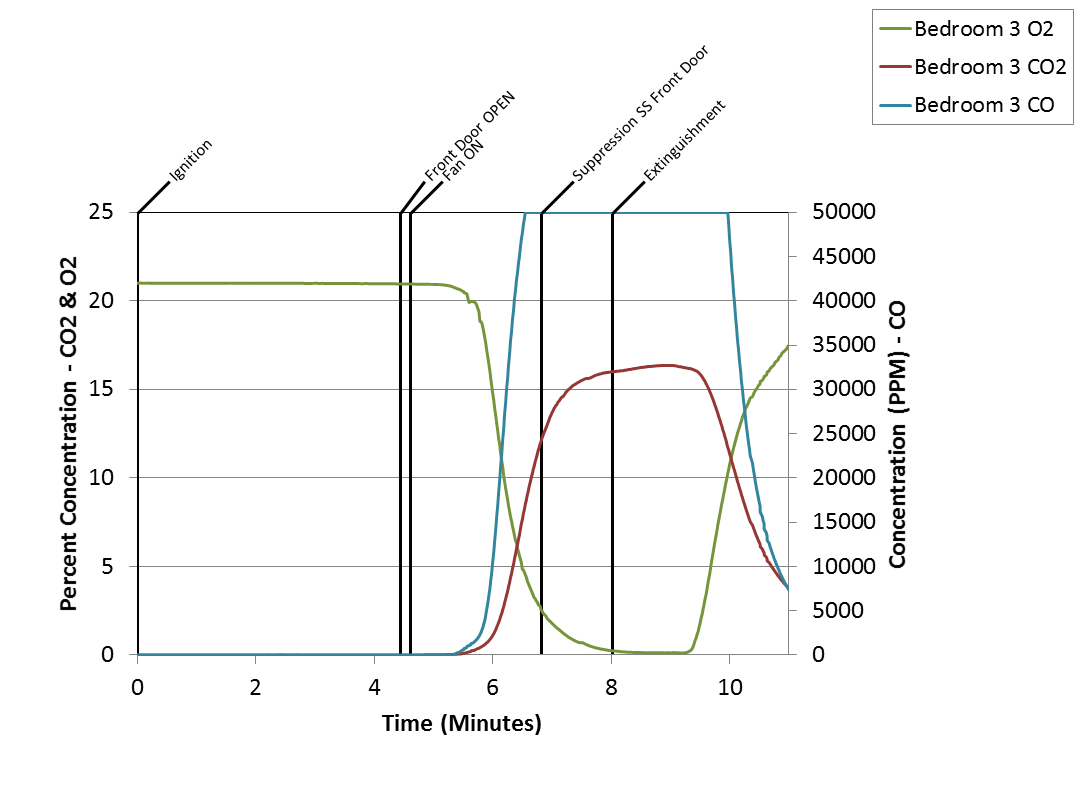 Bedroom 3 O2
Bedroom 3 CO2
Bedroom 3 CO
Ignition
Front Door OPEN
Fan ON
Suppression SS Front Door
Extinguishment
25
20
15
10
5
0
50000
45000
40000
35000
30000
25000
20000
15000
10000
5000
0
Percent Concentration - CO2 & O2
Concentration (PPM) - CO
0 2 4 6 8 10
Time (Minutes)